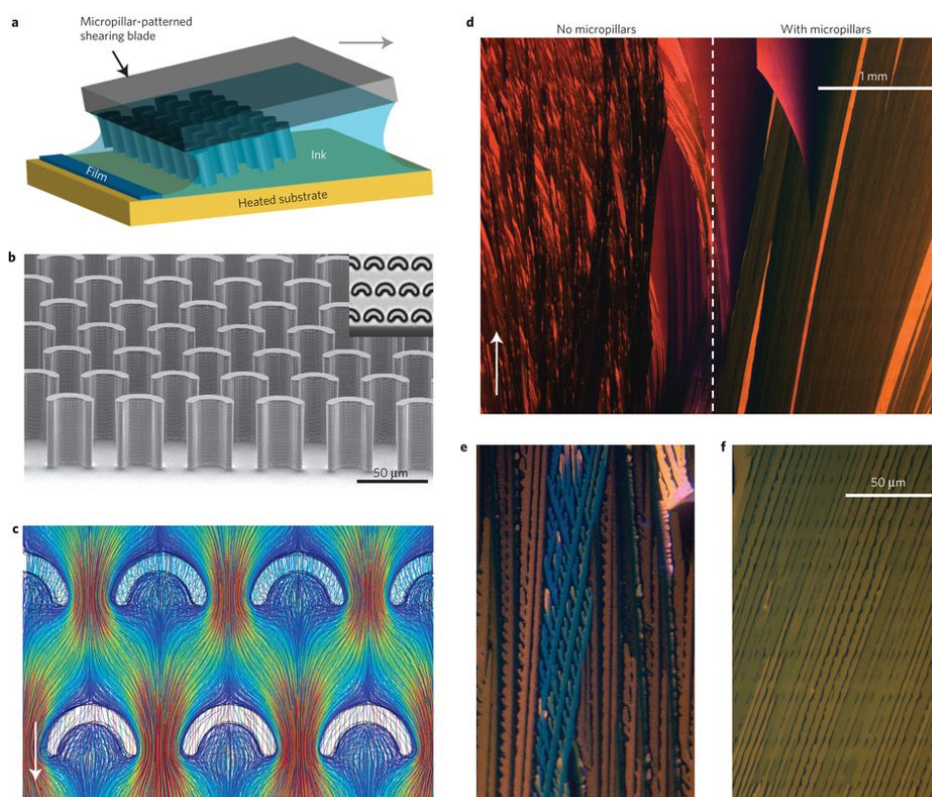 a
Micropillar-patterned
shearing blade
Ink
Film
Heated substrate
b
50 μm
c
d
No micropillars
With micropillars
1 mm
e
f
50 μm